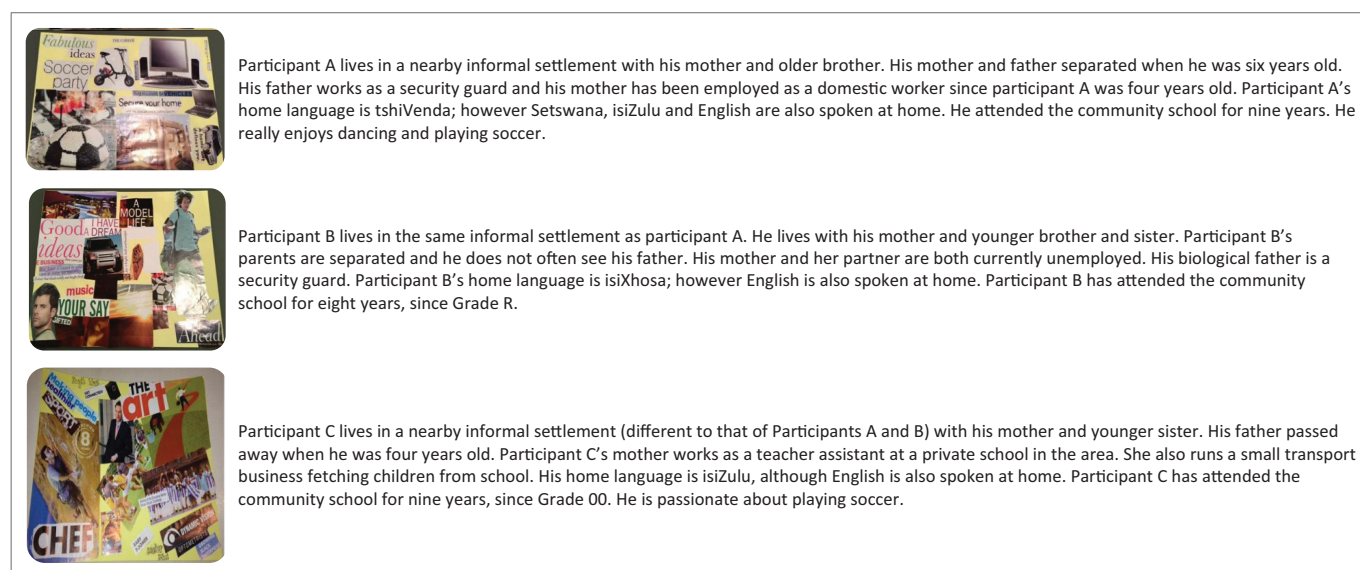 Fabulous
ideas
Soccer
party
Secure your home
Participant A lives in a nearby informal settlement with his mother and older brother. His mother and father separated when he was six years old.
His father works as a security guard and his mother has been employed as a domestic worker since participant A was four years old. Participant A’s
home language is tshiVenda; however Setswana, isiZulu and English are also spoken at home. He attended the community school for nine years. He
really enjoys dancing and playing soccer.
A
MODEL
LIFE
I HAVE
A DREAM
Good
ideas
BUSINESS
music
YOUR SAY
GIFTED
Ahead
Participant B lives in the same informal settlement as participant A. He lives with his mother and younger brother and sister. Participant B’s
parents are separated and he does not often see his father. His mother and her partner are both currently unemployed. His biological father is a
security guard. Participant B’s home language is isiXhosa; however English is also spoken at home. Participant B has attended the community
school for eight years, since Grade R.
Making people
healthier
SPORT
THE
art
8
CHEF
Participant C lives in a nearby informal settlement (different to that of Participants A and B) with his mother and younger sister. His father passed
away when he was four years old. Participant C’s mother works as a teacher assistant at a private school in the area. She also runs a small transport
business fetching children from school. His home language is isiZulu, although English is also spoken at home. Participant C has attended the
community school for nine years, since Grade 00. He is passionate about playing soccer.